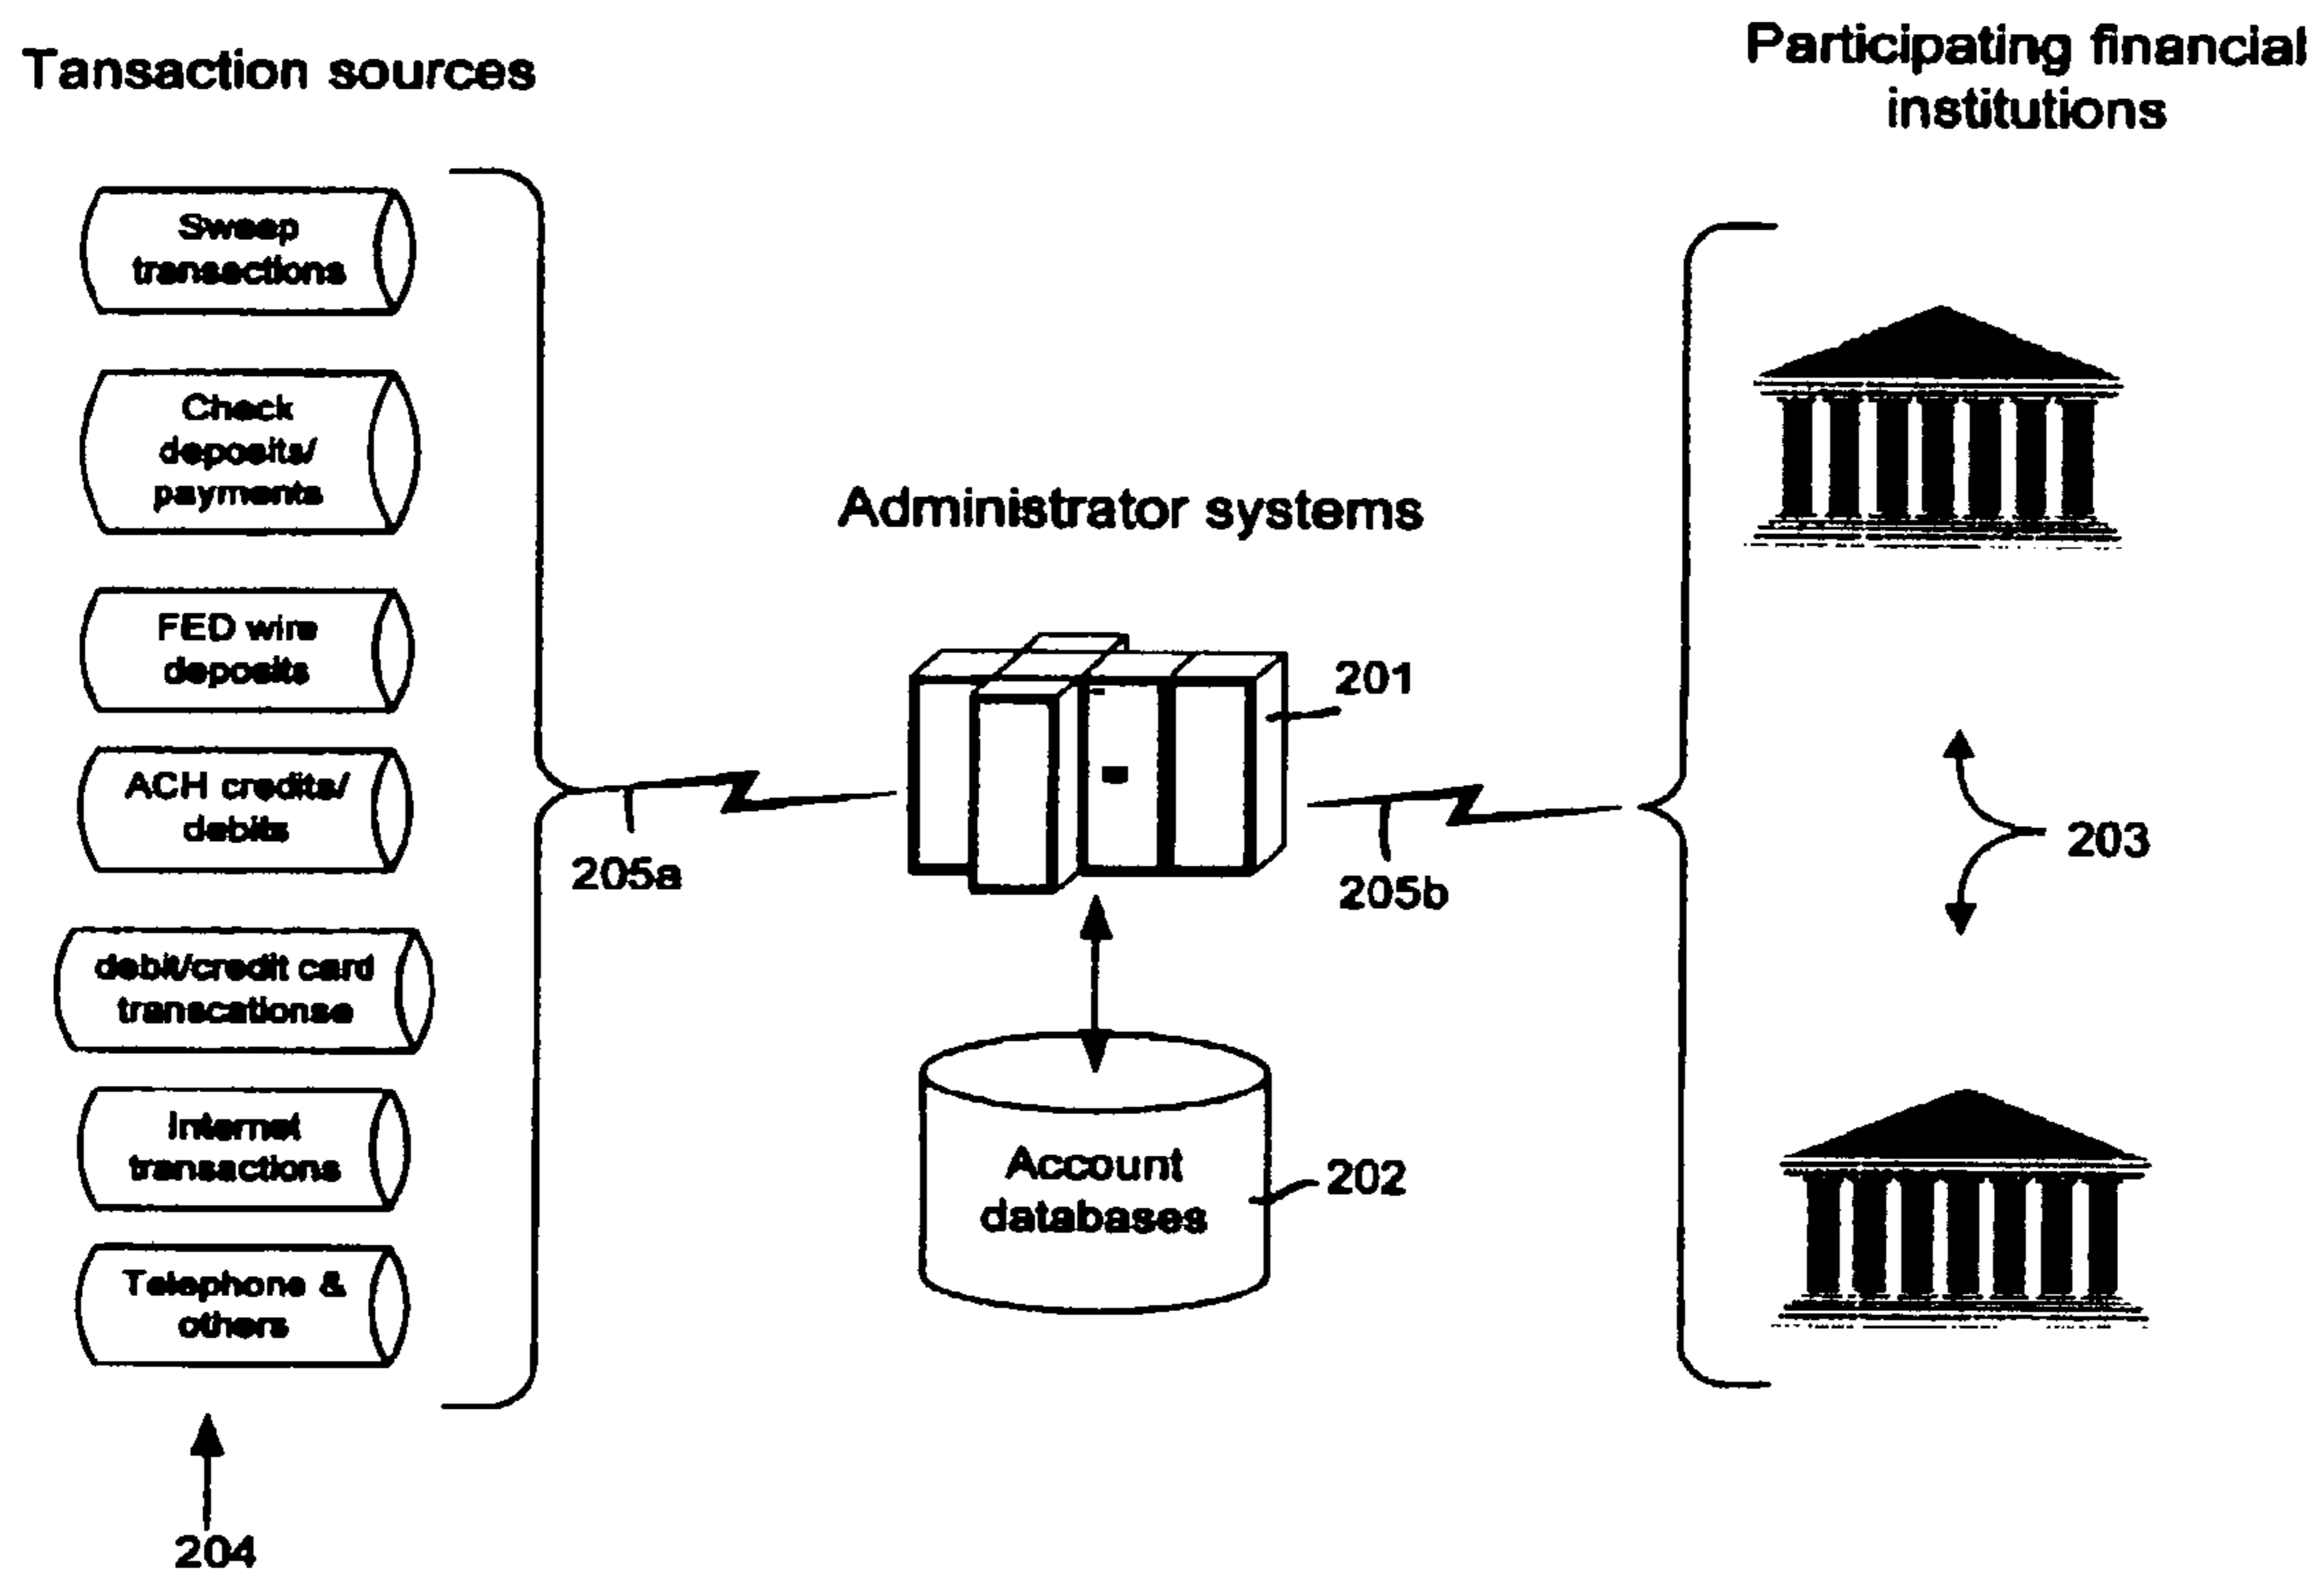 Tansaction sources
Participating financial
institutions
Sweep
transactions
Check
deposits/
payments
FED wire
deposits
ACH credits/
debits
debit/credit card
transcationse
Internet
transactions
Telephone &
others
204
205a
Administrator systems
201
205b
Account
databases
202
203